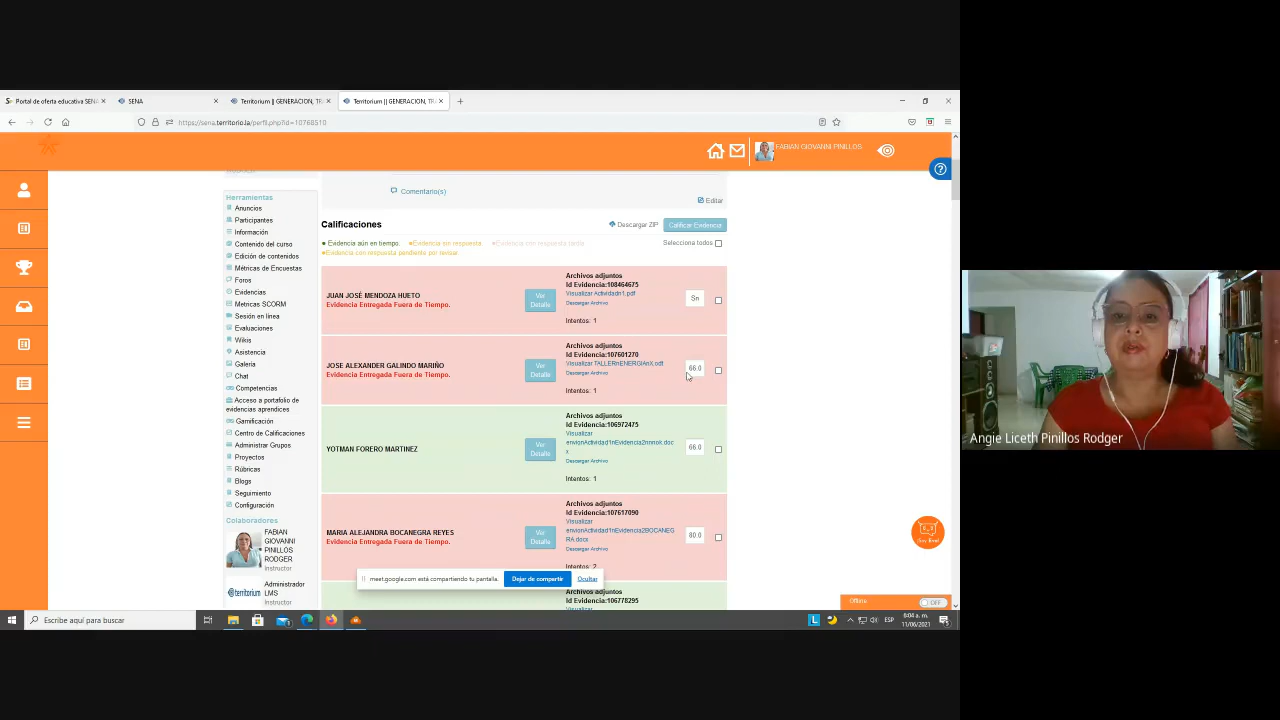 Portal de oferta educativa SENA
SENA
Territorium || GENERACION, TRA
Territorium || GENERACION, TRA
https://sena.territorio.la/perfil.php?id=10768510
FABIAN GIOVANNI PINILLOS
Comentario(s)
Editar
Calificaciones
Descargar ZIP
Calificar Evidencia
Evidencia aún en tiempo.
Evidencia sin respuesta
Evidencia con respuesta tardía
Selecciona todos
Evidencia con respuesta pendiente por revisar.
Herramientas
Anuncios
Participantes
Información
Contenido del curso
Edición de contenidos
Métricas de Encuestas
Foros
Evidencias
Metricas SCORM
Sesión en línea
Evaluaciones
Wikis
Asistencia
Galería
Chat
Competencias
Acceso a portafolio de
evidencias aprendices
Gamificación
Centro de Calificaciones
Administrar Grupos
Proyectos
Rúbricas
Blogs
Seguimiento
Configuración
Colaboradores
FABIAN
GIOVANNI
PINILLOS
RODGER
Instructor
territorium
Administrador
LMS
Instructor
JUAN JOSÉ MENDOZA HUETO
Evidencia Entregada Fuera de Tiempo.
Ver
Detalle
Archivos adjuntos
Id Evidencia:108464675
Visualizar Actividadn1.pdf
Descargar Archivo
Intentos: 1
Sn
JOSE ALEXANDER GALINDO MARIÑO
Evidencia Entregada Fuera de Tiempo.
Ver
Detalle
Archivos adjuntos
Id Evidencia:107601270
Visualizar TALLERnENERGIAnX.odt
Descargar Archivo
Intentos: 1
66.0
YOTMAN FORERO MARTINEZ
Ver
Detalle
Archivos adjuntos
Id Evidencia:106972475
Visualizar
envionActividad1nEvidencia2nnnok.doc
x
Descargar Archivo
Intentos: 1
66.0
MARIA ALEJANDRA BOCANEGRA REYES
Evidencia Entregada Fuera de Tiempo.
Ver
Detalle
Archivos adjuntos
Id Evidencia:107617090
Visualizar
envionActividad1nEvidencia2BOCANEG
RA.docx
Descargar Archivo
Intentos: 2
80.0
Archivos adjuntos
Id Evidencia:106778295
Visualizar
meet.google.com está compartiendo tu pantalla.
Dejar de compartir
Ocultar
Offline
OFF
Escribe aquí para buscar
ESP
8:04 a. m.
11/06/2021
Angie Liceth Pinillos Rodger